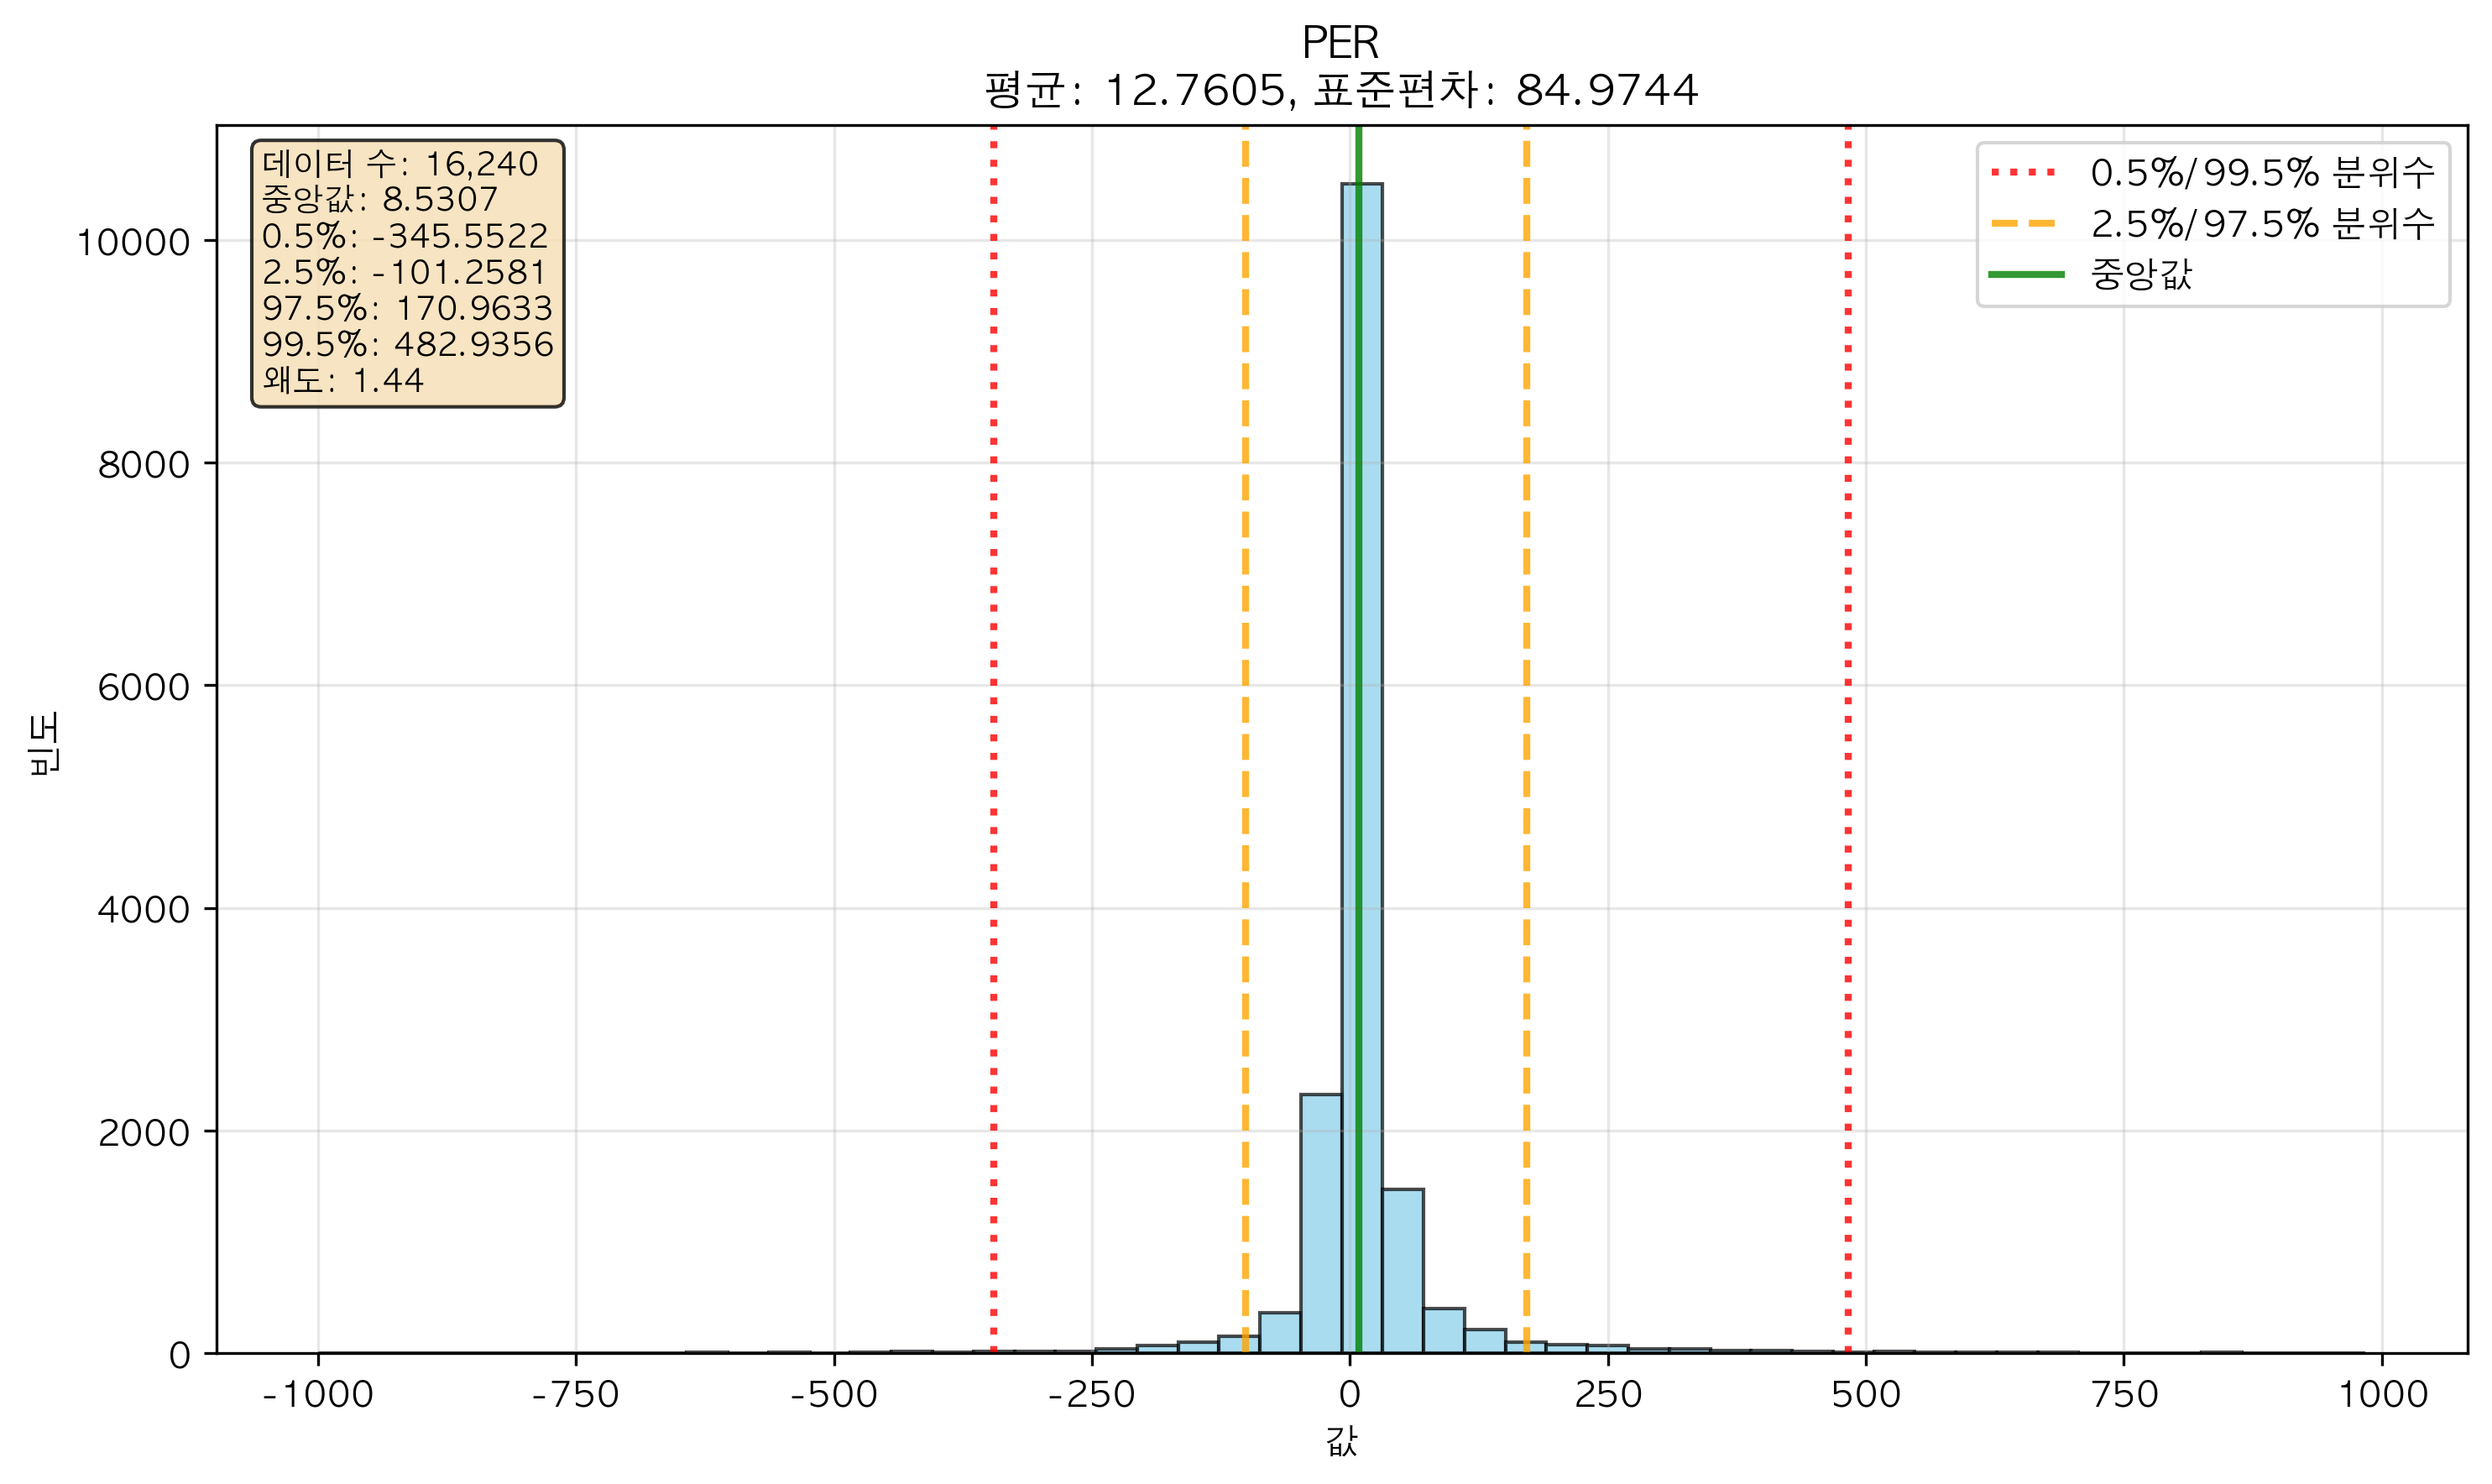 PER
평균: 12.7605, 표준편차: 84.9744
데이터 수: 16,240
중앙값: 8.5307
0.5%: -345.5522
2.5%: -101.2581
97.5%: 170.9633
99.5%: 482.9356
왜도: 1.44
0.5%/99.5% 분위수
2.5%/97.5% 분위수
중앙값
10000
8000
6000
4000
2000
0
빈도
-1000 -750 -500 -250 0 250 500 750 1000
값